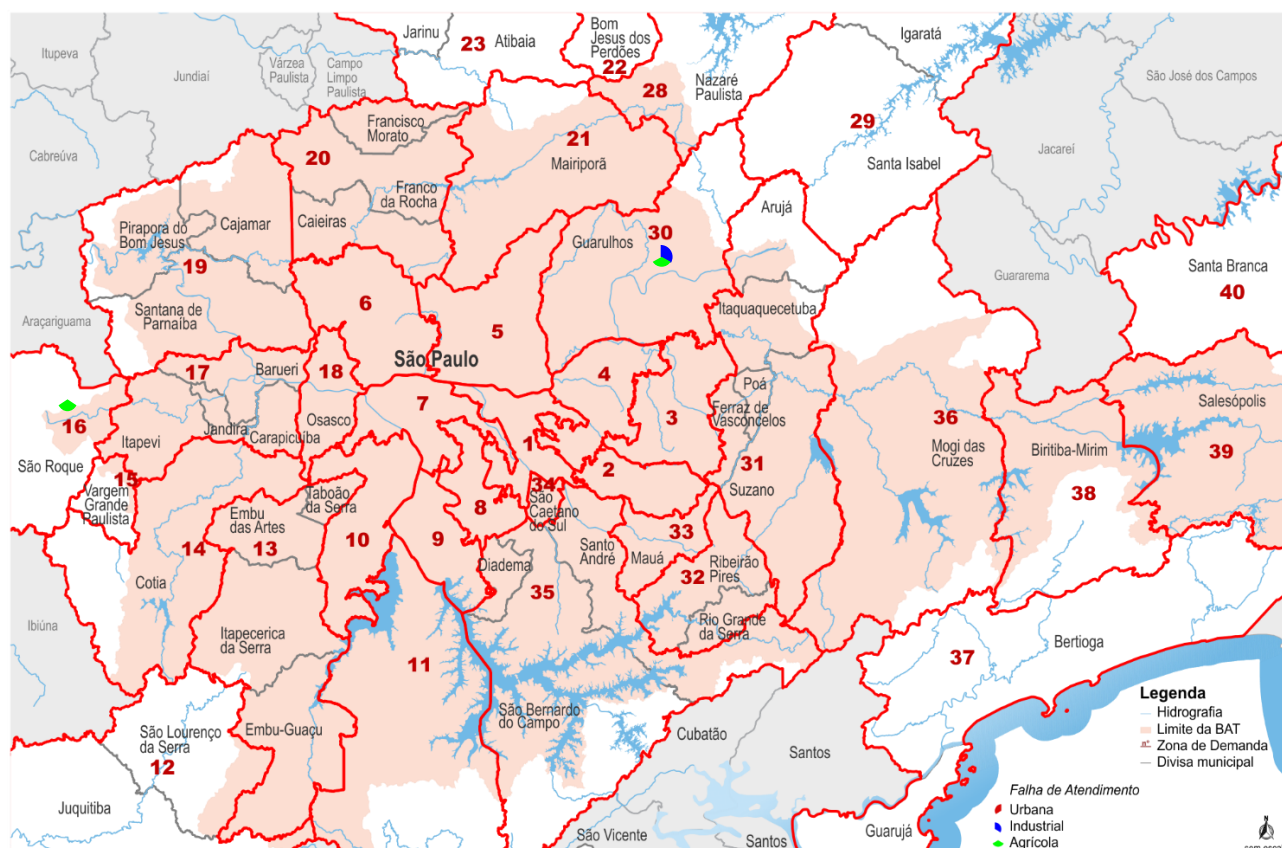 Jarinu
23
Atibaia
Bom
Jesus dos
Perdões
22
Igaratá
Itupeva
Jundiaí
Várzea
Paulista
Campo
Limpo
Paulista
Nazaré
Paulista
28
São José dos Campos
Francisco
Morato
20
21
Mairiporã
29
Santa Isabel
Cabreúva
Jacareí
Franco
da Rocha
Caieiras
Arujá
Pirapora do
Bom Jesus
Cajamar
Guarulhos
30
19
Santa Branca
40
Guararema
Santana de
Parnaíba
6
5
Itaquaquecetuba
Araçariguama
São Paulo
17
Barueri
18
4
Poá
Ferraz de
Vasconcelos
3
7
36
Mogi das
Cruzes
Salesópolis
39
16
Itapevi
Jandira
Carapicuíba
Osasco
1
2
Biritiba-Mirim
38
São Roque
15
Vargem
Grande
Paulista
Taboão
da Serra
34
São
Caetano
do Sul
31
Suzano
Embu
das Artes
13
8
9
10
14
Cotia
Diadema
35
Santo
André
33
Mauá
32
Ribeirão
Pires
Rio Grande
da Serra
Ibiúna
Itapecerica
da Serra
11
37
Bertioga
São Bernardo
do Campo
São Lourenço
da Serra
12
Embu-Guaçu
Cubatão
Santos
Juquitiba
São Vicente
Santos
Guarujá
Legenda
Hidrografia
Limite da BAT
nº Zona de Demanda
Divisa municipal
Falha de Atendimento
Urbana
Industrial
Agrícola